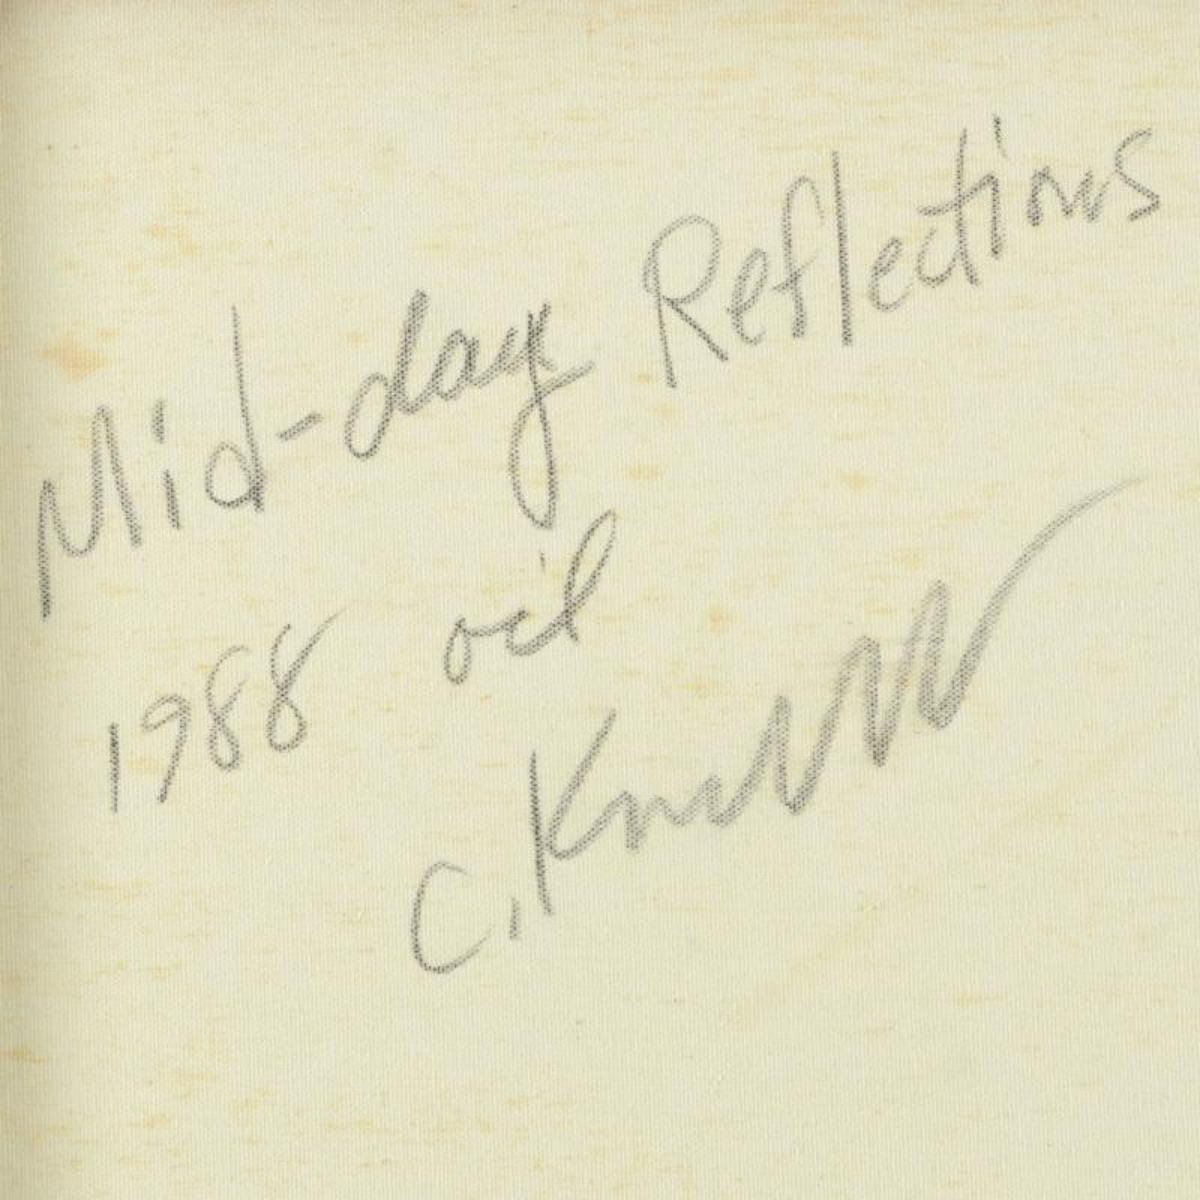 Mid-day Reflections
1988 oil
C.